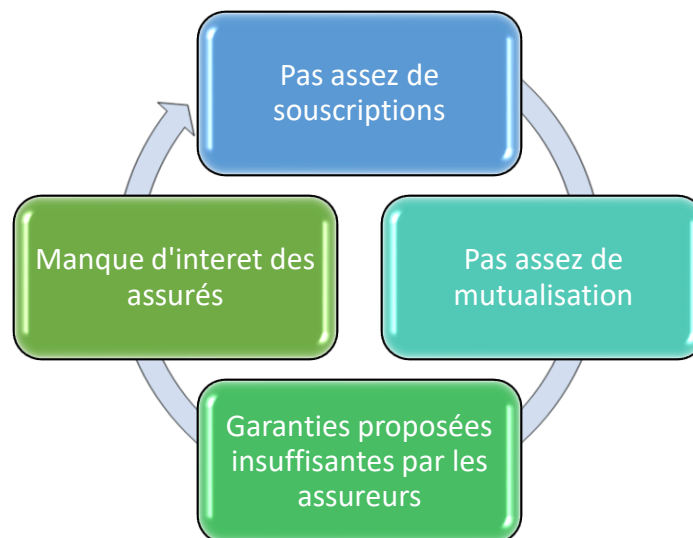 Pas assez de
souscriptions
Pas assez de
mutualisation
Garanties proposées
insuffisantes par les
assureurs
Manque d'interet des
assurés